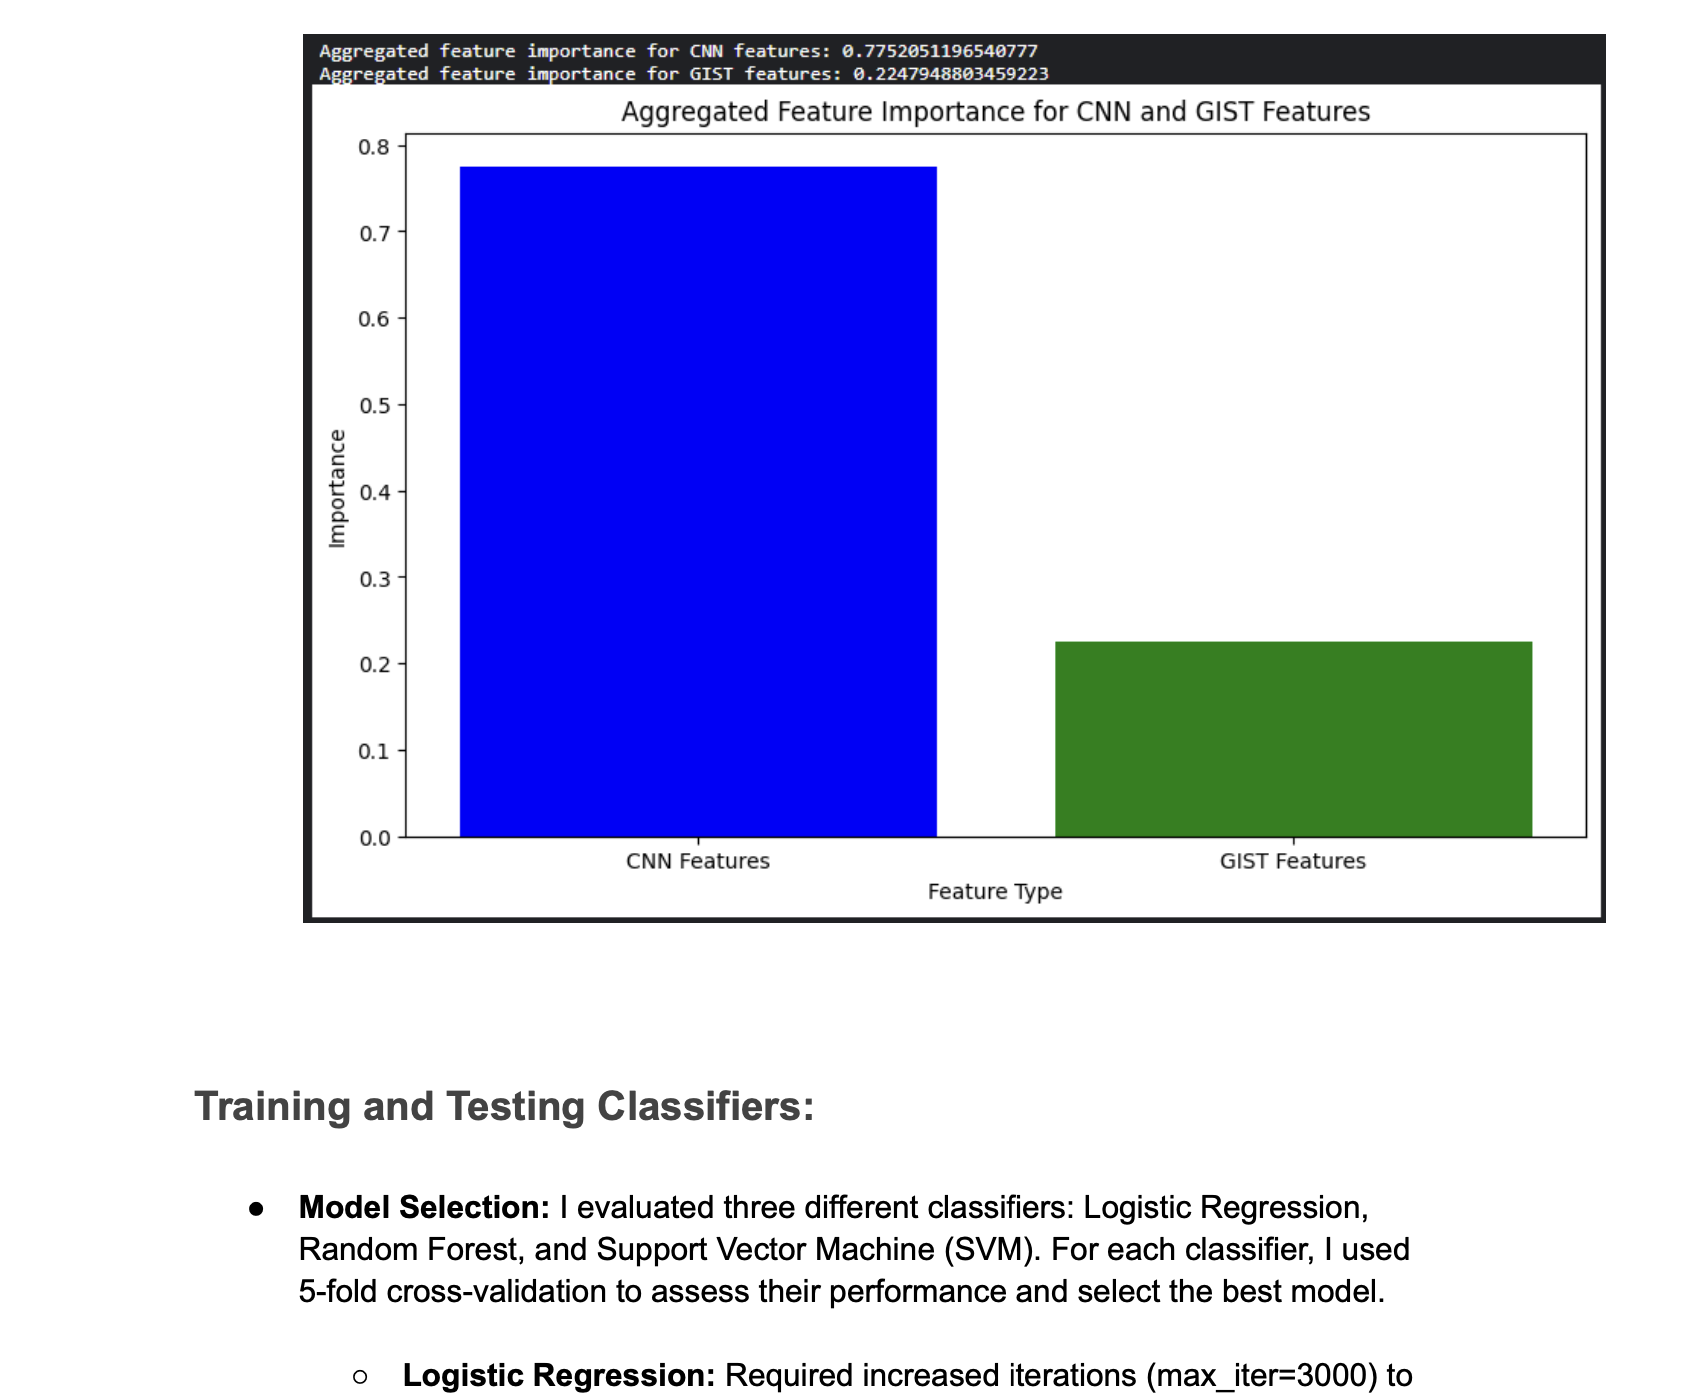 Aggregated feature importance for CNN features: 0.7752051196540777
Aggregated feature importance for GIST features: 0.2247948803459223
Aggregated Feature Importance for CNN and GIST Features
0.8
0.7
0.6
0.5
0.4
0.3
0.2
0.1
0.0
Importance
CNN Features
GIST Features
Feature Type
Training and Testing Classifiers:
● Model Selection: I evaluated three different classifiers: Logistic Regression,
Random Forest, and Support Vector Machine (SVM). For each classifier, I used
5-fold cross-validation to assess their performance and select the best model.
○ Logistic Regression: Required increased iterations (max_iter=3000) to